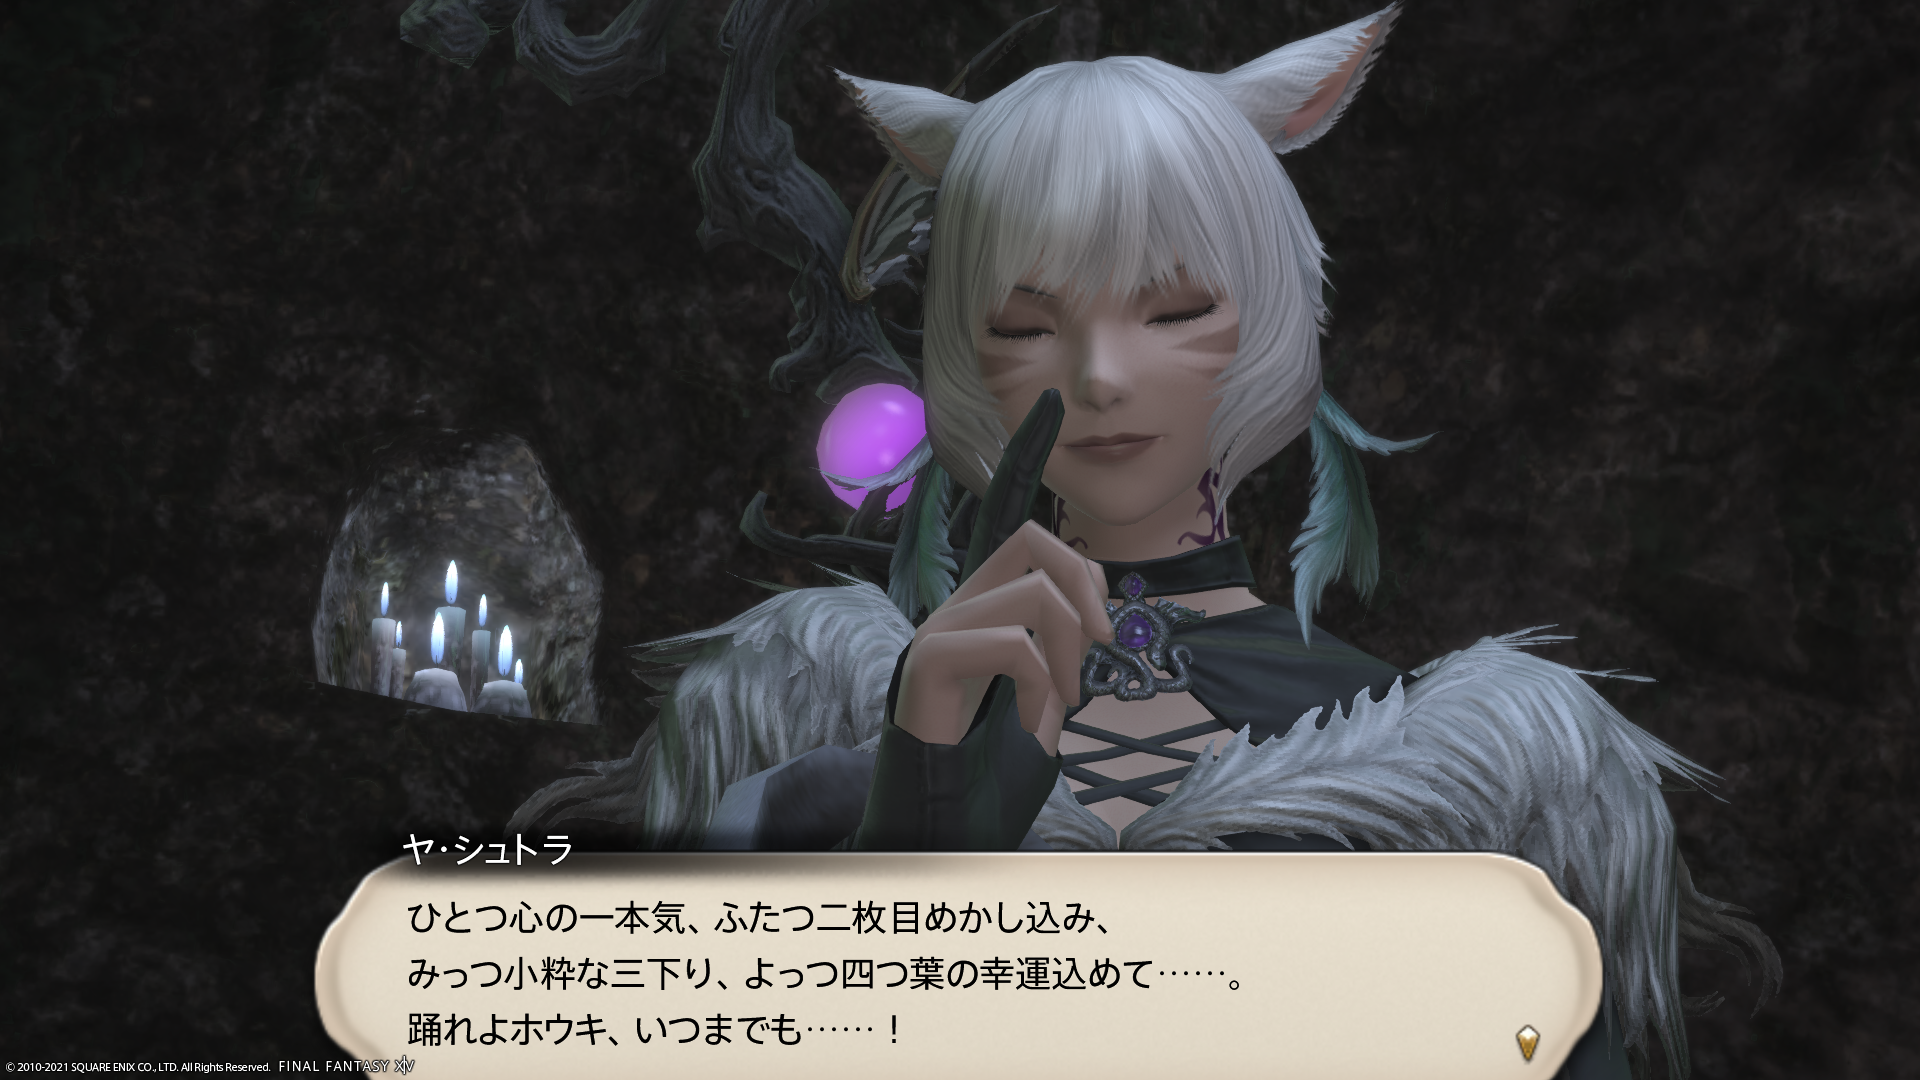 ヤ・シュトラ
ひとつ心の一本気、ふたつ二枚目めかし込み、
みっつ小粋な三下り、よっつ四つ葉の幸運込めて……。
踊れよホウキ、いつまでも……！
© 2010-2021 SQUARE ENIX CO., LTD. All Rights Reserved. FINAL FANTASY XIV